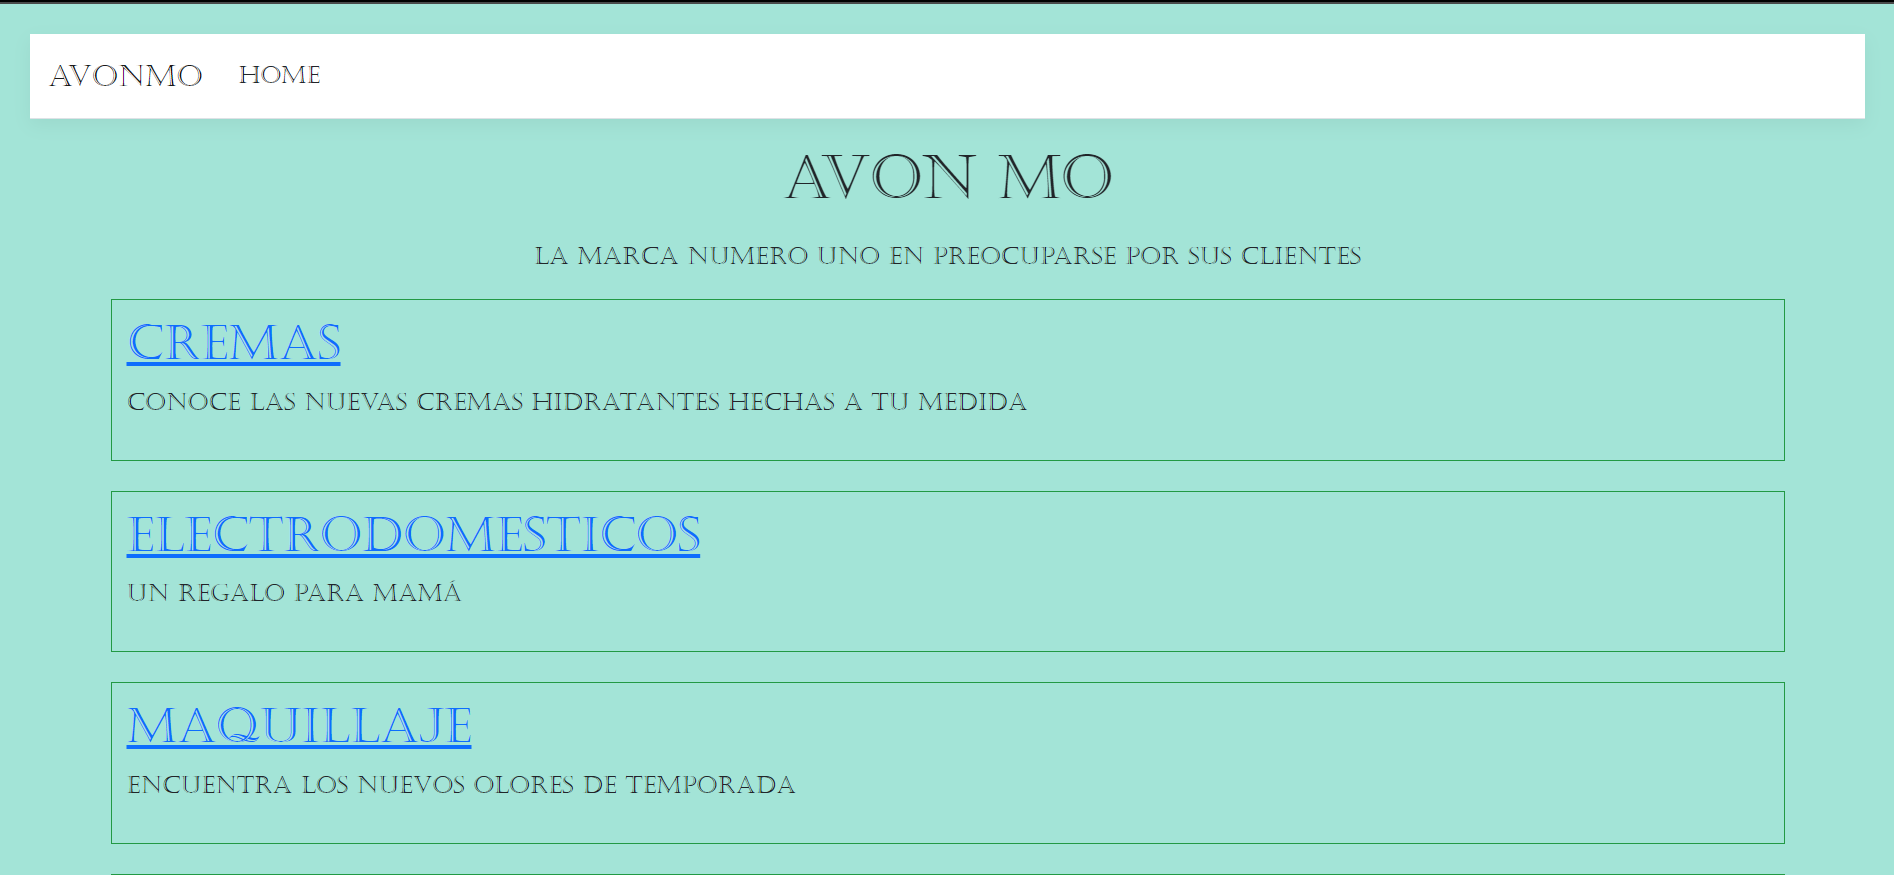 AVONMO HOME
AVON MO
LA MARCA NUMERO UNO EN PREOCUPARSE POR SUS CLIENTES
CREMAS
CONOCE LAS NUEVAS CREMAS HIDRATANTES HECHAS A TU MEDIDA
ELECTRODOMESTICOS
UN REGALO PARA MAMÁ
MAQUILLAJE
ENCUENTRA LOS NUEVOS OLORES DE TEMPORADA